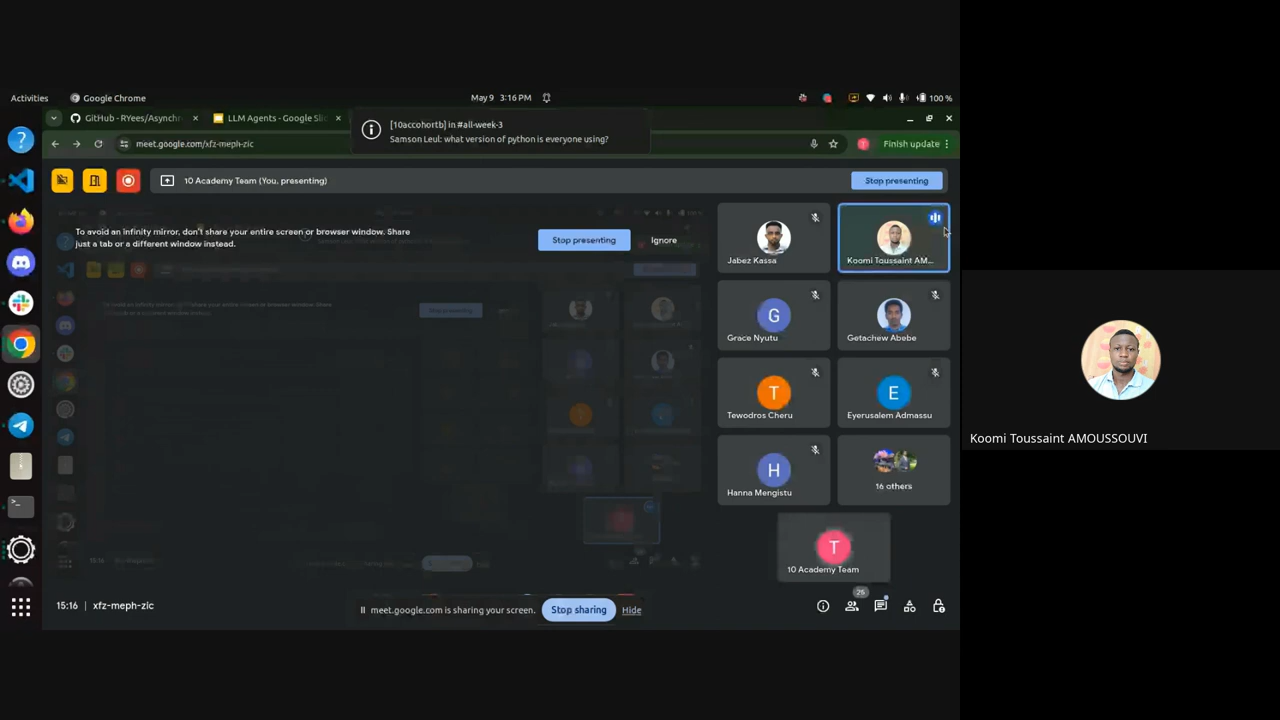 Activities
Google Chrome
May 9 3:16 PM
100 %
GitHub - RYees/Asynchr
LLM Agents - Google Slid
[10accohortb] in #all-week-3
Samson Leul: what version of python is everyone using?
meet.google.com/xfz-meph-zic
Finish update
10 Academy Team (You, presenting)
Stop presenting
To avoid an infinity mirror, don't share your entire screen or browser window. Share
just a tab or a different window instead.
Stop presenting
Ignore
Jabez Kassa
Koomi Toussaint AM...
G
Grace Nyutu
Getachew Abebe
T
Tewodros Cheru
E
Eyerusalem Admassu
H
Hanna Mengistu
16 others
T
10 Academy Team
Koomi Toussaint AMOUSSOUVI
15:16 | xfz-meph-zic
meet.google.com is sharing your screen.
Stop sharing
Hide
26